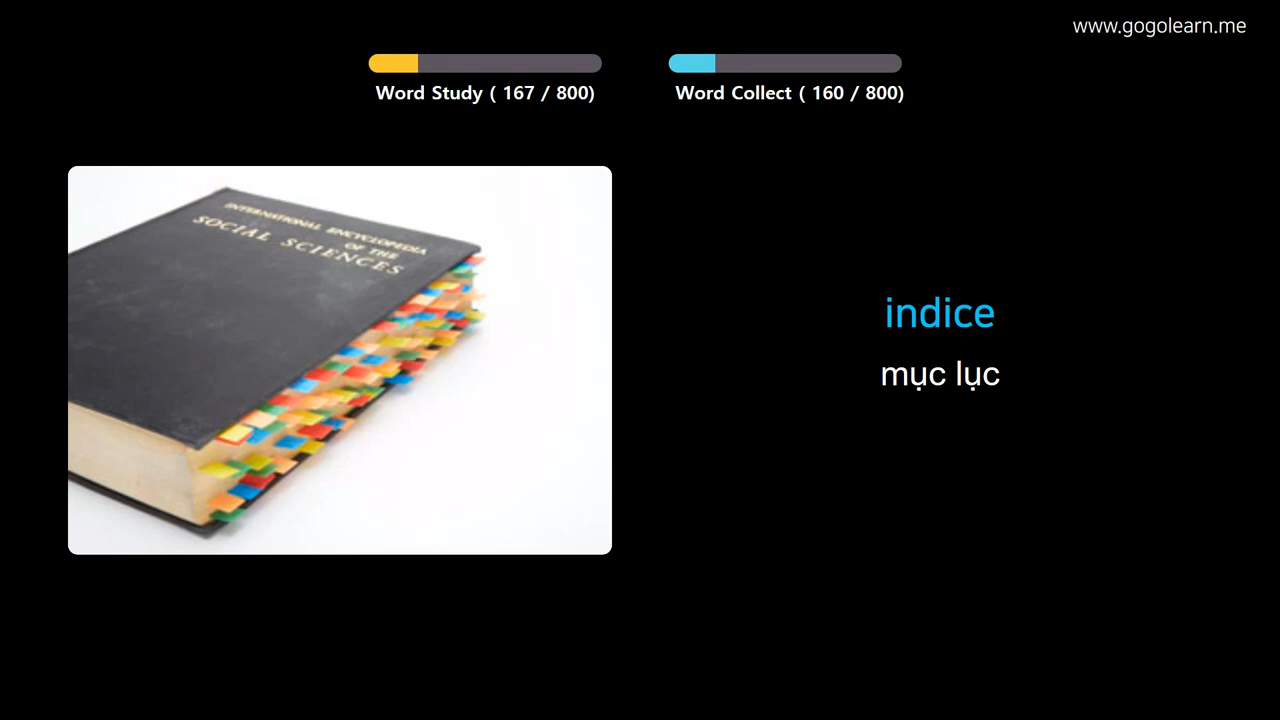 www.gogolearn.me
Word Study ( 167 / 800)
Word Collect ( 160 / 800)
INTERNATIONAL ENCYCLOPEDIA
OF THE
SOCIAL SCIENCES
indice
mục lục